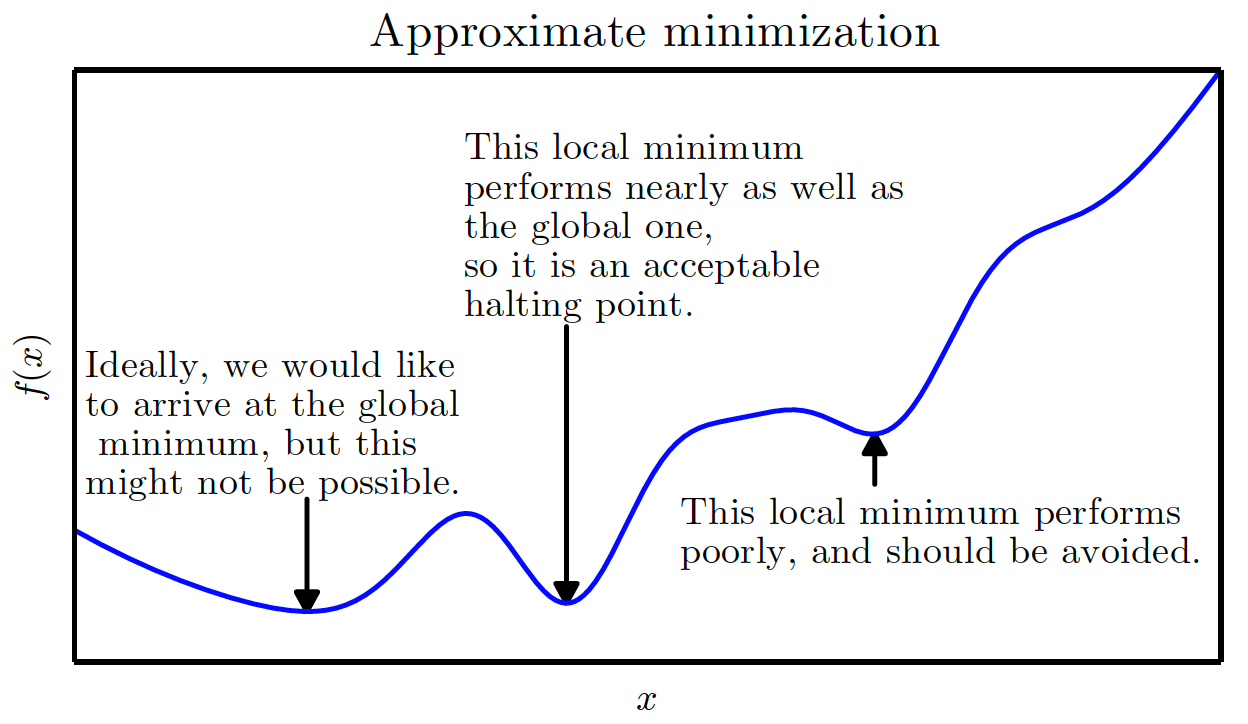 Approximate minimization
This local minimum
performs nearly as well as
the global one,
so it is an acceptable
halting point.
Ideally, we would like
to arrive at the global
minimum, but this
might not be possible.
This local minimum performs
poorly, and should be avoided.
f(x)
x